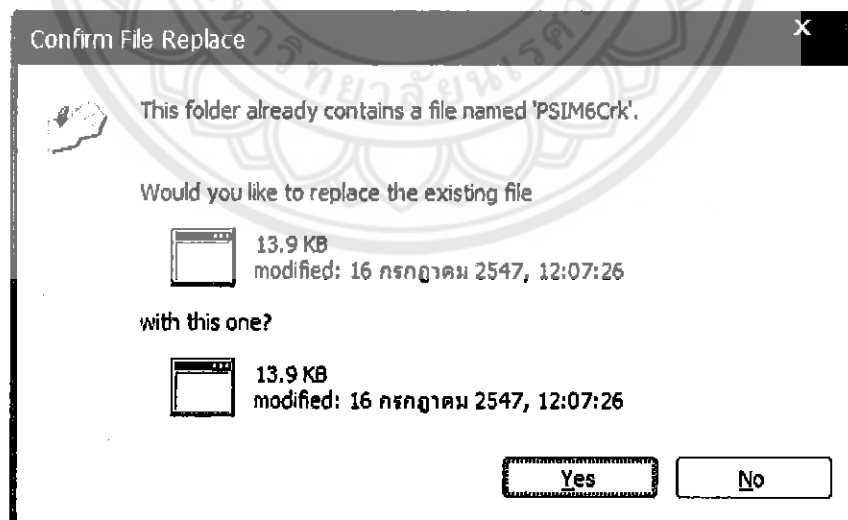 Confirm File Replace
X
This folder already contains a file named 'PSIM6Crk'.
Would you like to replace the existing file
13.9 KB
modified: 16 กรกฎาคม 2547, 12:07:26
with this one?
13.9 KB
modified: 16 กรกฎาคม 2547, 12:07:26
Yes
No